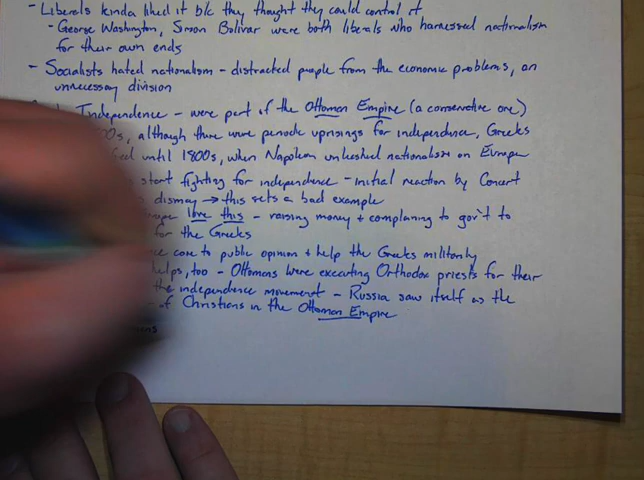 - Liberals kinda liked it b/c they thought they could control it
- George Washington, Simon Bolivar were both liberals who harnessed nationalism
for their own ends
- Socialists hated nationalism - distracted people from the economic problems, an
unnecessary division
Independence - were part of the Ottoman Empire (a conservative one)
00s, although there were periodic uprisings for independence, Greeks
until 1800s, when Napoleon unleashed nationalism on Europe
start fighting for independence - initial reaction by Concert
dismay → this sets a bad example
love this - raising money + complaining to gov't to
for the Greeks
cave to public opinion + help the Greeks militarily
helps, too - Ottomans were executing Orthodox priests for their
the independence movement - Russia saw itself as the
of Christians in the Ottoman Empire